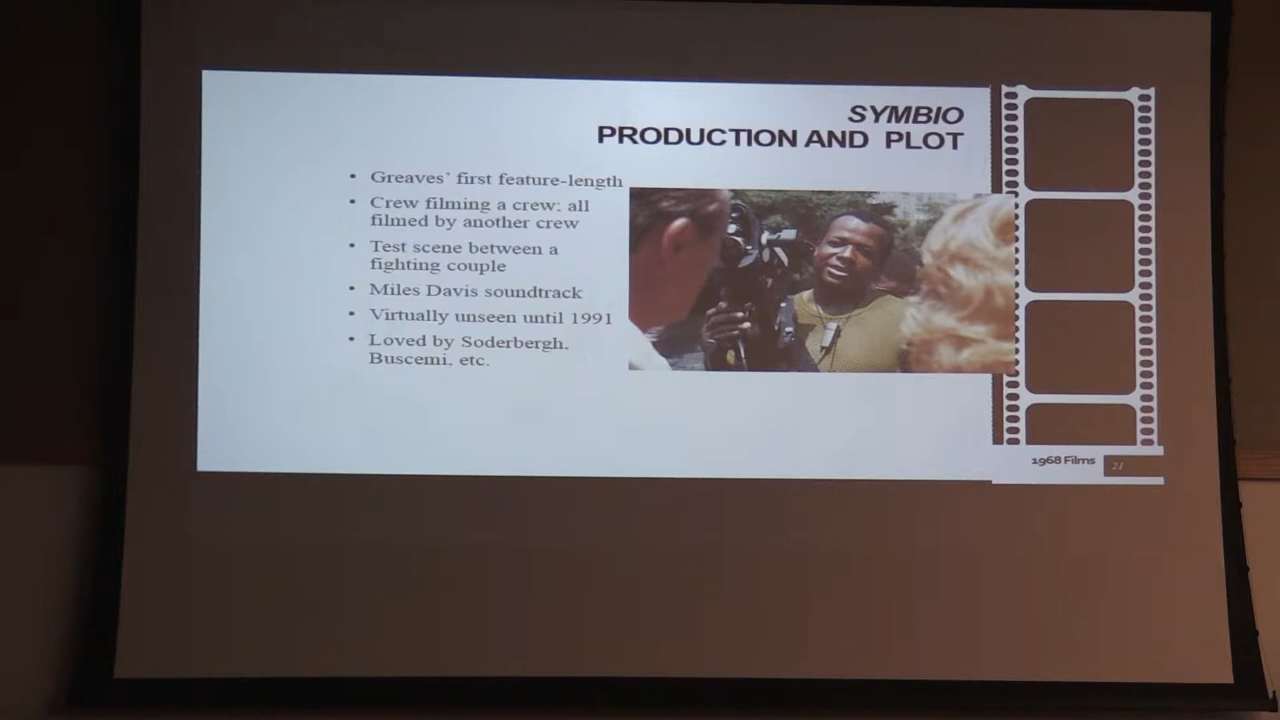 SYMBIO
PRODUCTION AND PLOT
• Greaves' first feature-length
• Crew filming a crew; all
filmed by another crew
• Test scene between a
fighting couple
• Miles Davis soundtrack
• Virtually unseen until 1991
• Loved by Soderbergh,
Buscemi, etc.
1968 Films 21